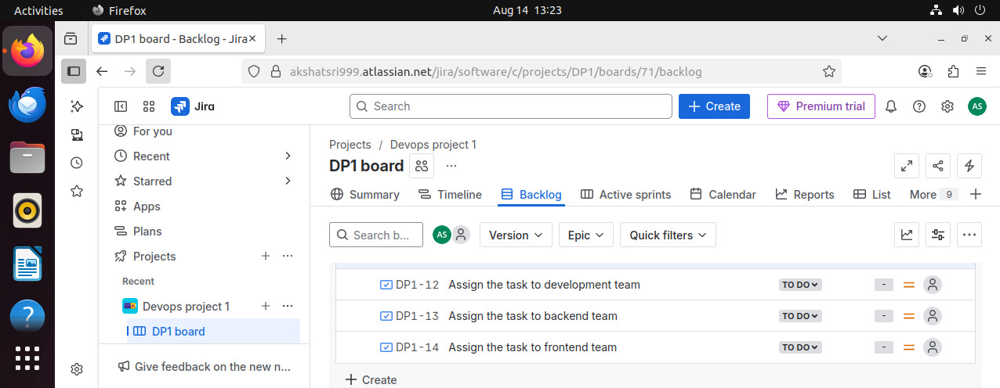 Activities
Firefox
Aug 14 13:23
DP1 board - Backlog - Jira
akshatsri999.atlassian.net/jira/software/c/projects/DP1/boards/71/backlog
Jira
Search
Create
Premium trial
AS
For you
Recent
Starred
Apps
Plans
Projects
Recent
Devops project 1
DP1 board
Give feedback on the new n...
Projects / Devops project 1
DP1 board
Summary
Timeline
Backlog
Active sprints
Calendar
Reports
List
More 9
Search b...
AS
Version
Epic
Quick filters
DP1-12 Assign the task to development team TO DO -
DP1-13 Assign the task to backend team TO DO -
DP1-14 Assign the task to frontend team TO DO -
Create